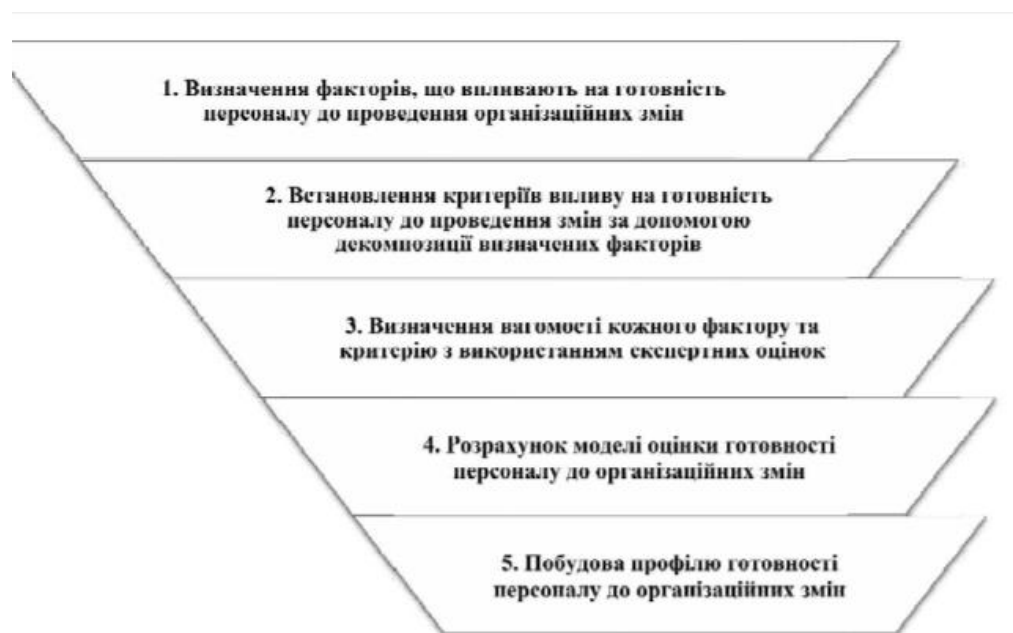 1. Визначення факторів, що впливають на готовність
персоналу до проведення організаційних змін
2. Встановлення критеріїв впливу на готовність
персоналу до проведення змін за допомогою
декомпозиції визначених факторів
3. Визначення вагомості кожного фактору та
критерію з використанням експертних оцінок
4. Розрахунок моделі оцінки готовності
персоналу до організаційних змін
5. Побудова профілю готовності
персоналу до організаційних змін